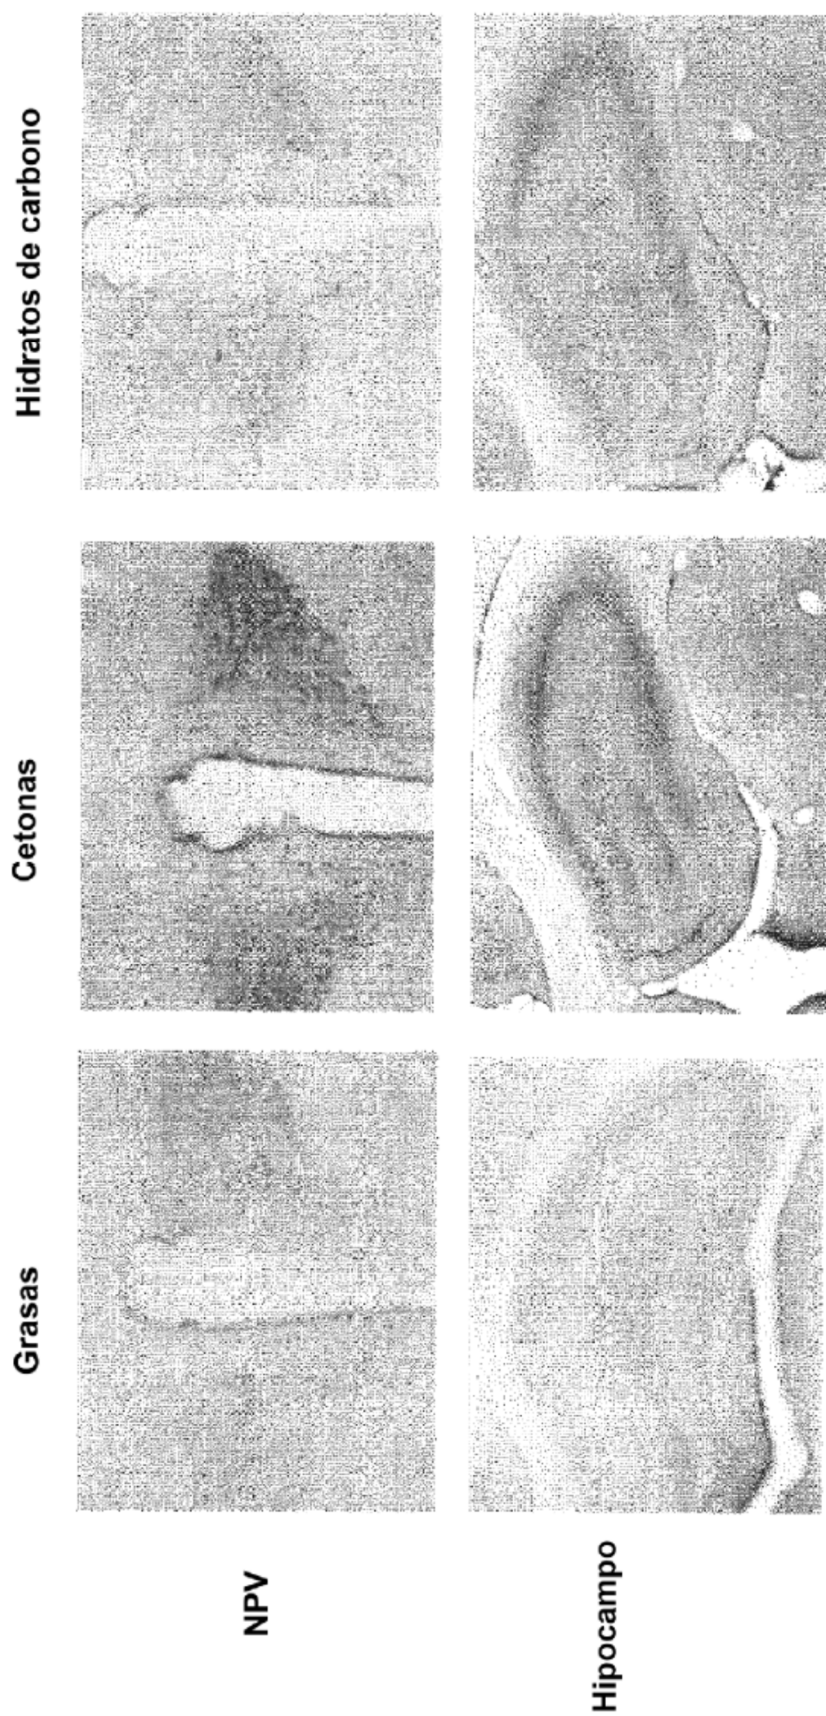 Grasas
Cetonas
Hidratos de carbono
NPV
Hipocampo